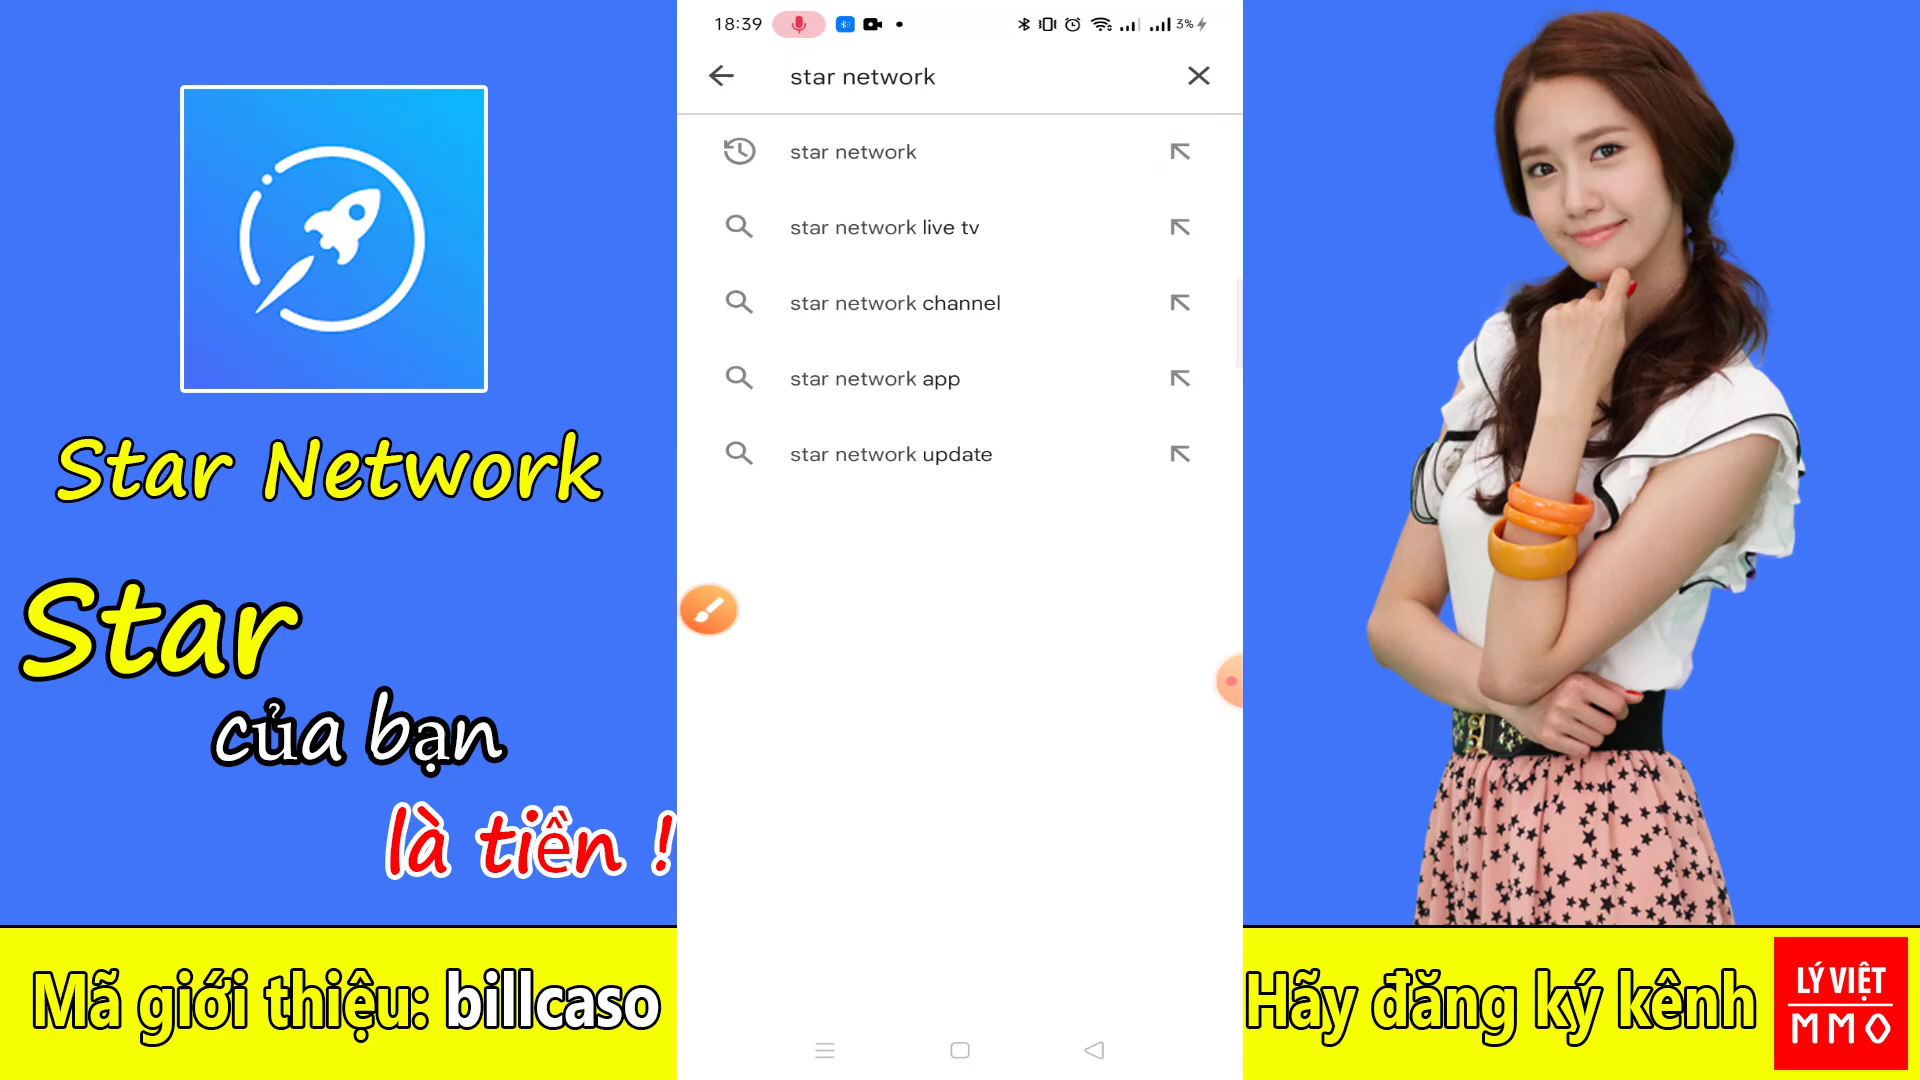 Star Network
Star
của bạn
là tiền !
Mã giới thiệu: billcaso
18:39
3%
star network
star network
star network live tv
star network channel
star network app
star network update
Hãy đăng ký kênh
LÝ VIỆT
MMO